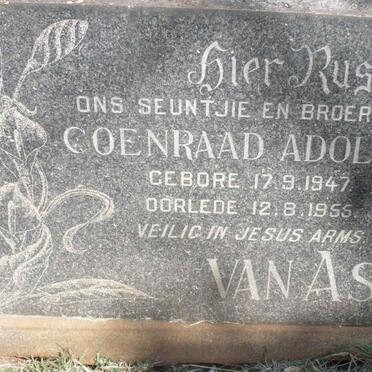 Hier Rus
ONS SEUNTJIE EN BROER
COENRAAD ADOL
GEBORE 17.9.1947
OORLEDE 12.8.1955
VEILIG IN JESUS ARMS
VAN AS